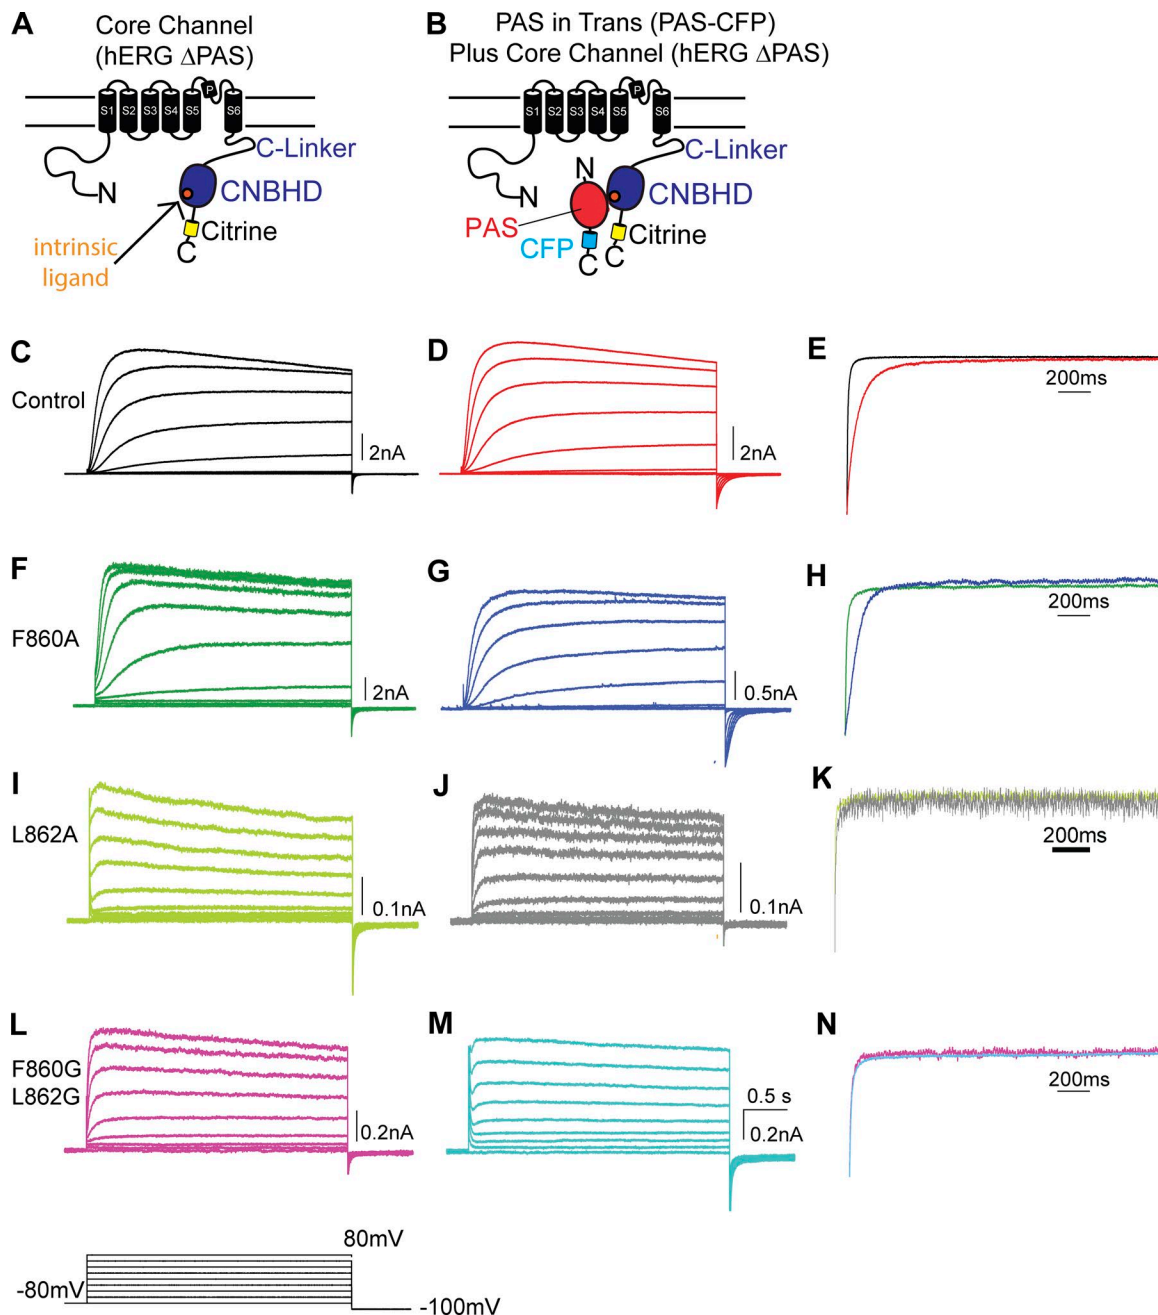 A
Core Channel
(hERG ΔPAS)
S1 S2 S3 S4 S5 P S6
C-Linker
N
CNBHD
Citrine
C
intrinsic
ligand
B
PAS in Trans (PAS-CFP)
Plus Core Channel (hERG ΔPAS)
S1 S2 S3 S4 S5 P S6
C-Linker
N
CNBHD
PAS
Citrine
CFP
C C
C
Control
2nA
D
2nA
E
200ms
F
F860A
2nA
G
0.5nA
H
200ms
I
L862A
0.1nA
J
0.1nA
K
200ms
L
F860G
L862G
0.2nA
M
0.5 s
0.2nA
N
200ms
80mV
-80mV
-100mV